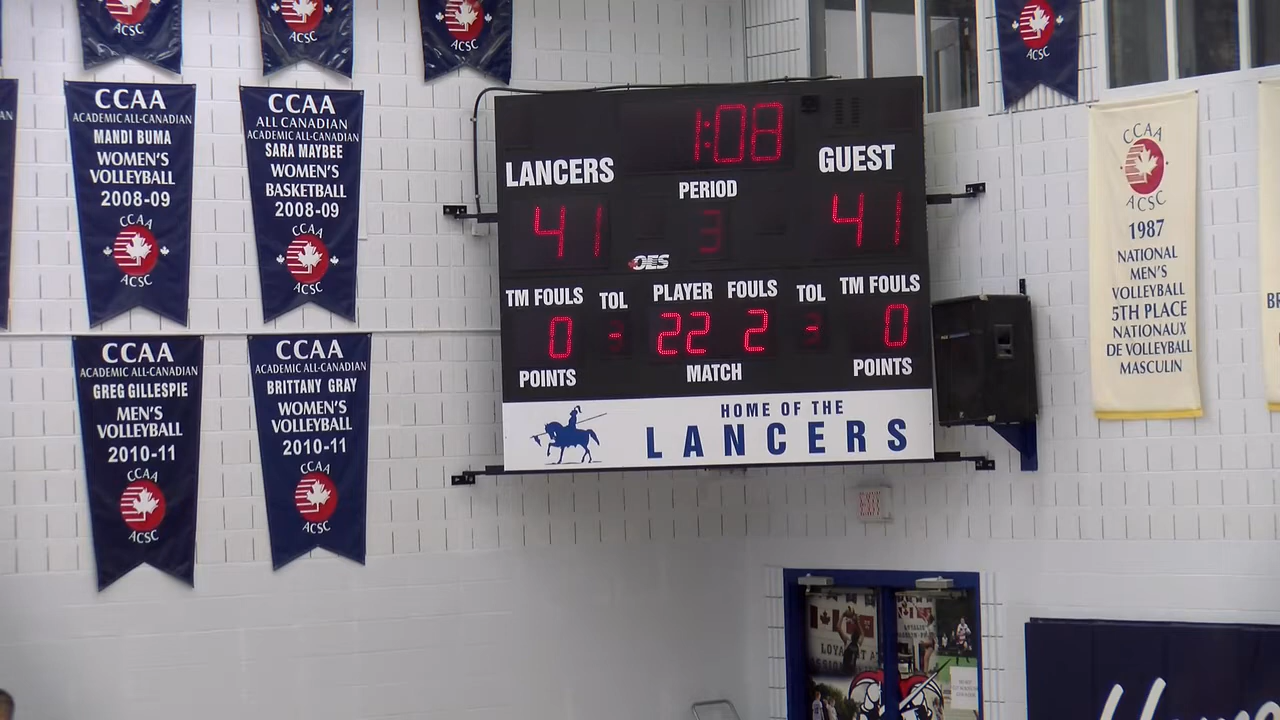 ACSC
ACSC
ACSC
ACSC
CCAA
ACADEMIC ALL-CANADIAN
MANDI BUMA
WOMEN'S
VOLLEYBALL
2008-09
CCAA
ACSC
CCAA
ALL CANADIAN
ACADEMIC ALL-CANADIAN
SARA MAYBEE
WOMEN'S
BASKETBALL
2008-09
CCAA
ACSC
CCAA
ACADEMIC ALL-CANADIAN
GREG GILLESPIE
MEN'S
VOLLEYBALL
2010-11
CCAA
ACSC
CCAA
ACADEMIC ALL-CANADIAN
BRITTANY GRAY
WOMEN'S
VOLLEYBALL
2010-11
CCAA
ACSC
1:08
LANCERS
GUEST
PERIOD
41
3
41
OES
TM FOULS
TOL
PLAYER
FOULS
TOL
TM FOULS
0
22
2
0
POINTS
MATCH
POINTS
HOME OF THE
LANCERS
CCAA
ACSC
1987
NATIONAL
MEN'S
VOLLEYBALL
5TH PLACE
NATIONAUX
DE VOLLEYBALL
MASCULIN
EXIT